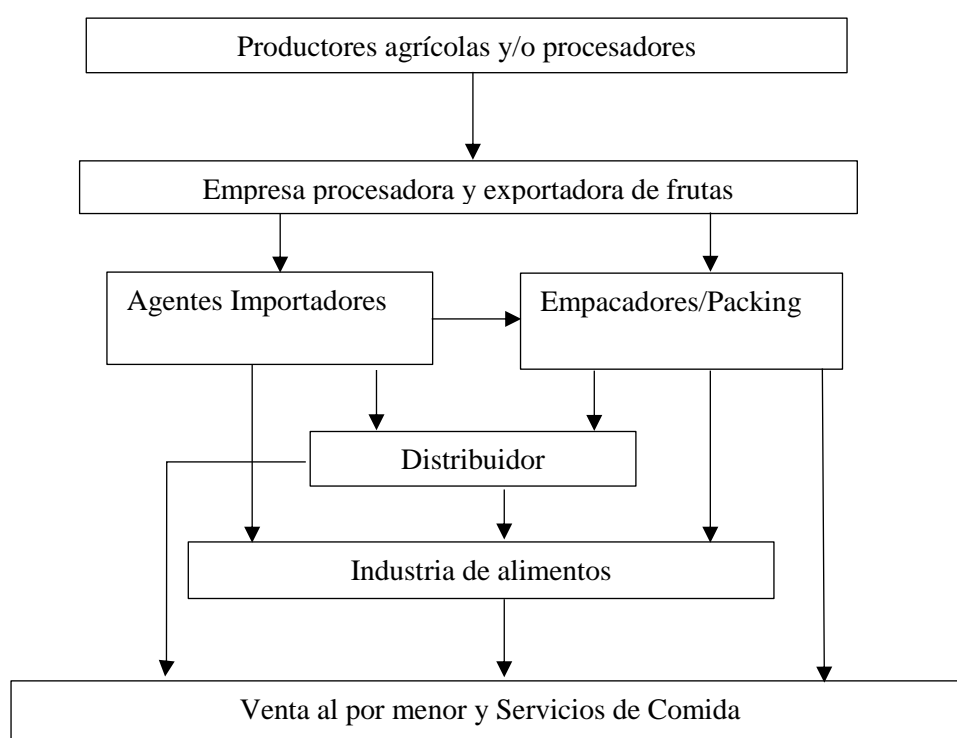 Productores agrícolas y/o procesadores
Empresa procesadora y exportadora de frutas
Agentes Importadores
Empacadores/Packing
Distribuidor
Industria de alimentos
Venta al por menor y Servicios de Comida